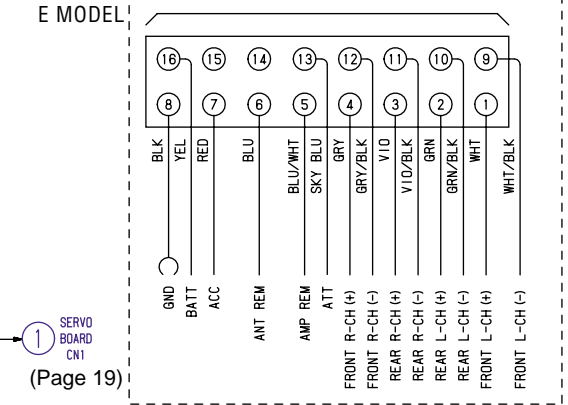 E MODEL
16 15 14 13 12 11 10 9
8 7 6 5 4 3 2 1
BLK
YEL
RED
BLU
BLU/WHT
SKY BLU
GRY
GRY/BLK
VIO
VIO/BLK
GRN
GRN/BLK
WHT
WHT/BLK
GND
BATT
ACC
ANT REM
AMP REM
ATT
FRONT R-CH (+)
FRONT R-CH (-)
REAR R-CH (+)
REAR R-CH (-)
REAR L-CH (+)
REAR L-CH (-)
FRONT L-CH (+)
FRONT L-CH (-)
1
SERVO
BOARD
CN1
(Page 19)